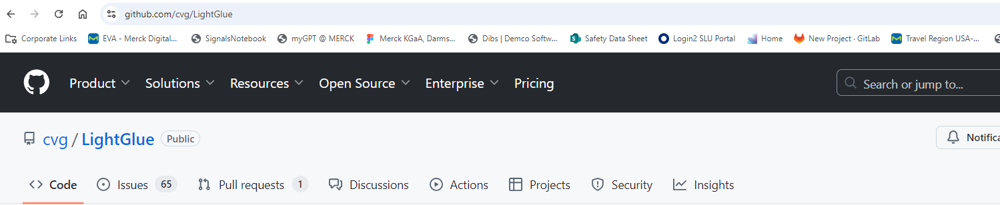 github.com/cvg/LightGlue
Corporate Links EVA - Merck Digital... SignalsNotebook myGPT @ MERCK Merck KGaA, Darms... Dibs | Demco Softw... Safety Data Sheet Login2 SLU Portal Home New Project · GitLab Travel Region USA-...
Product Solutions Resources Open Source Enterprise Pricing Search or jump to...
cvg / LightGlue Public Notifica
Code Issues 65 Pull requests 1 Discussions Actions Projects Security Insights